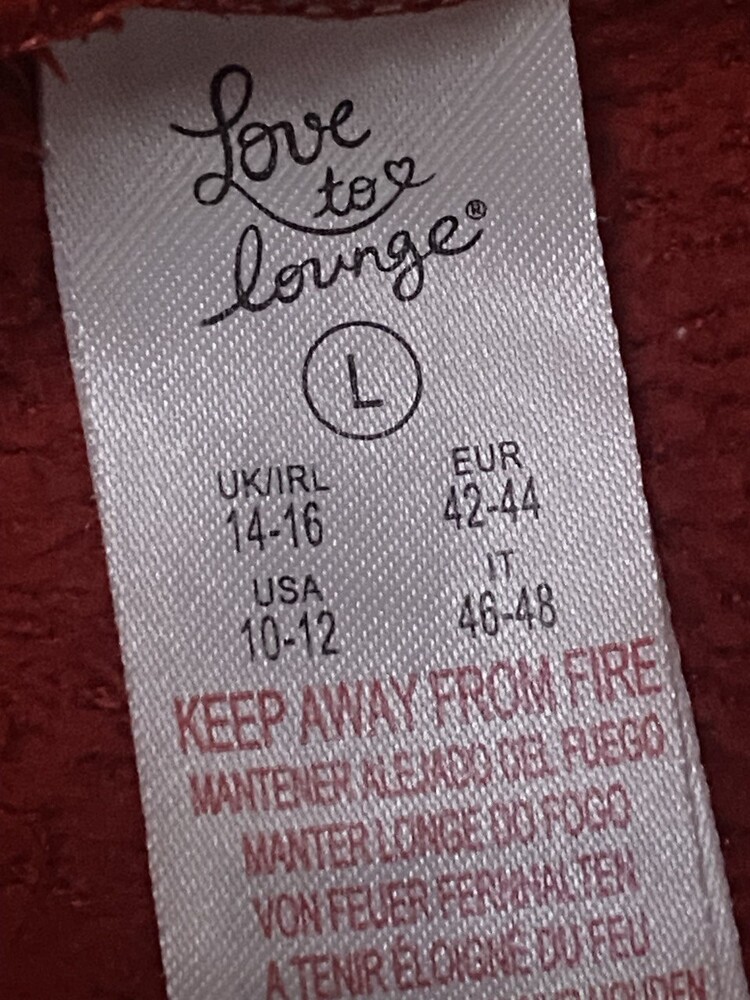 Love
to
lounge®
L
UK/IRL EUR
14-16 42-44
USA IT
10-12 46-48
KEEP AWAY FROM FIRE
MANTENER ALEJADO DEL FUEGO
MANTER LONGE DO FOGO
VON FEUER FERNHALTEN
A TENIR ÉLOIGNÉ DU FEU
HOUDEN